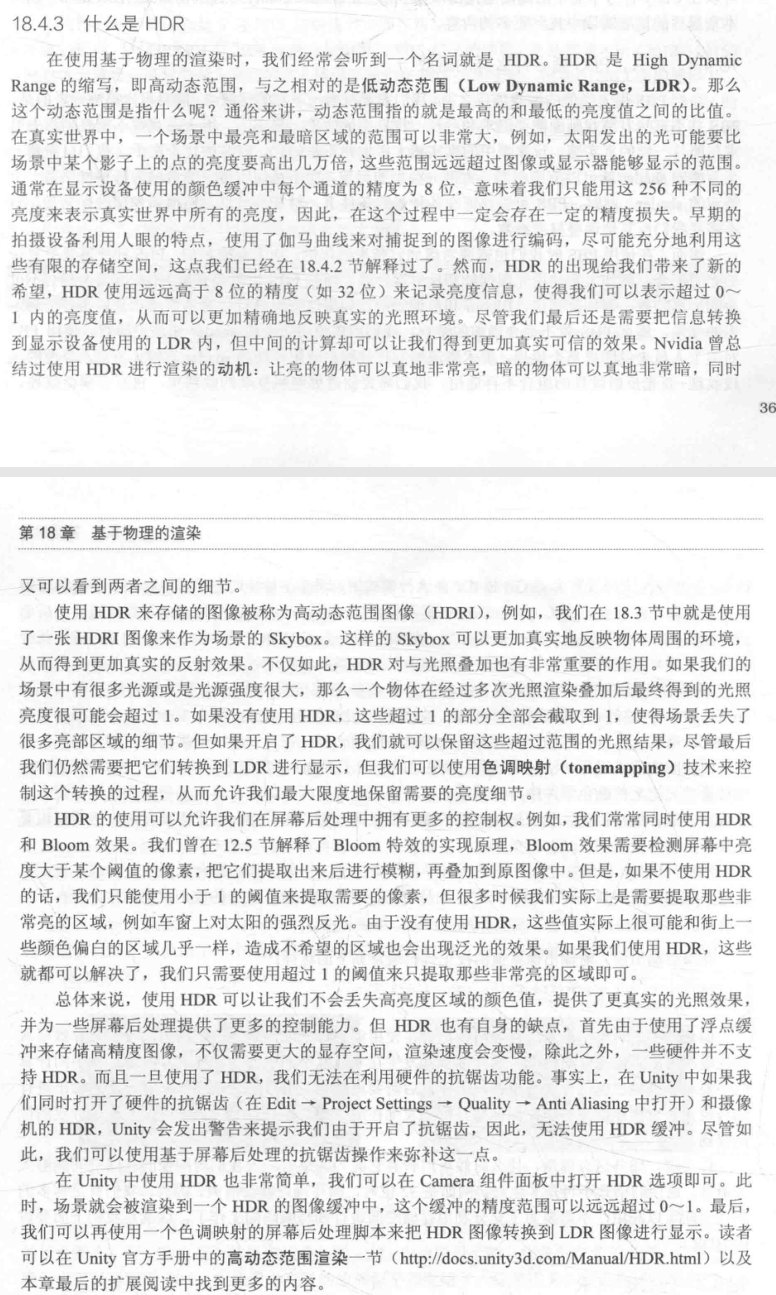 18.4.3 什么是 HDR
在使用基于物理的渲染时，我们经常会听到一个名词就是 HDR。HDR 是 High Dynamic
Range 的缩写，即高动态范围，与之相对的是低动态范围（Low Dynamic Range，LDR）。那么
这个动态范围是指什么呢？通俗来讲，动态范围指的就是最高的和最低的亮度值之间的比值。
在真实世界中，一个场景中最亮和最暗区域的范围可以非常大，例如，太阳发出的光可能要比
场景中某个影子上的点的亮度要高出几万倍，这些范围远远超过图像或显示器能够显示的范围。
通常在显示设备使用的颜色缓冲中每个通道的精度为 8 位，意味着我们只能用这 256 种不同的
亮度来表示真实世界中所有的亮度，因此，在这个过程中一定会存在一定的精度损失。早期的
拍摄设备利用人眼的特点，使用了伽马曲线来对捕捉到的图像进行编码，尽可能充分地利用这
些有限的存储空间，这点我们已经在 18.4.2 节解释过了。然而，HDR 的出现给我们带来了新的
希望，HDR 使用远远高于 8 位的精度（如 32 位）来记录亮度信息，使得我们可以表示超过 0～
1 内的亮度值，从而可以更加精确地反映真实的光照环境。尽管我们最后还是需要把信息转换
到显示设备使用的 LDR 内，但中间的计算却可以让我们得到更加真实可信的效果。Nvidia 曾总
结过使用 HDR 进行渲染的动机：让亮的物体可以真地非常亮，暗的物体可以真地非常暗，同时
36
第 18 章 基于物理的渲染
又可以看到两者之间的细节。
使用 HDR 来存储的图像被称为高动态范围图像（HDRI），例如，我们在 18.3 节中就是使用
了一张 HDRI 图像来作为场景的 Skybox。这样的 Skybox 可以更加真实地反映物体周围的环境，
从而得到更加真实的反射效果。不仅如此，HDR 对与光照叠加也有非常重要的作用。如果我们的
场景中有很多光源或是光源强度很大，那么一个物体在经过多次光照渲染叠加后最终得到的光照
亮度很可能会超过 1。如果没有使用 HDR，这些超过 1 的部分全部会截取到 1，使得场景丢失了
很多亮部区域的细节。但如果开启了 HDR，我们就可以保留这些超过范围的光照结果，尽管最后
我们仍然需要把它们转换到 LDR 进行显示，但我们可以使用色调映射（tonemapping）技术来控
制这个转换的过程，从而允许我们最大限度地保留需要的亮度细节。
HDR 的使用可以允许我们在屏幕后处理中拥有更多的控制权。例如，我们常常同时使用 HDR
和 Bloom 效果。我们曾在 12.5 节解释了 Bloom 特效的实现原理，Bloom 效果需要检测屏幕中亮
度大于某个阈值的像素，把它们提取出来后进行模糊，再叠加到原图像中。但是，如果不使用 HDR
的话，我们只能使用小于 1 的阈值来提取需要的像素，但很多时候我们实际上是需要提取那些非
常亮的区域，例如车窗上对太阳的强烈反光。由于没有使用 HDR，这些值实际上很可能和街上一
些颜色偏白的区域几乎一样，造成不希望的区域也会出现泛光的效果。如果我们使用 HDR，这些
就都可以解决了，我们只需要使用超过 1 的阈值来只提取那些非常亮的区域即可。
总体来说，使用 HDR 可以让我们不会丢失高亮度区域的颜色值，提供了更真实的光照效果，
并为一些屏幕后处理提供了更多的控制能力。但 HDR 也有自身的缺点，首先由于使用了浮点缓
冲来存储高精度图像，不仅需要更大的显存空间，渲染速度会变慢，除此之外，一些硬件并不支
持 HDR。而且一旦使用了 HDR，我们无法在利用硬件的抗锯齿功能。事实上，在 Unity 中如果我
们同时打开了硬件的抗锯齿（在 Edit → Project Settings → Quality → Anti Aliasing 中打开）和摄像
机的 HDR，Unity 会发出警告来提示我们由于开启了抗锯齿，因此，无法使用 HDR 缓冲。尽管如
此，我们可以使用基于屏幕后处理的抗锯齿操作来弥补这一点。
在 Unity 中使用 HDR 也非常简单，我们可以在 Camera 组件面板中打开 HDR 选项即可。此
时，场景就会被渲染到一个 HDR 的图像缓冲中，这个缓冲的精度范围可以远远超过 0～1。最后，
我们可以再使用一个色调映射的屏幕后处理脚本来把 HDR 图像转换到 LDR 图像进行显示。读者
可以在 Unity 官方手册中的高动态范围渲染一节（http://docs.unity3d.com/Manual/HDR.html）以及
本章最后的扩展阅读中找到更多的内容。